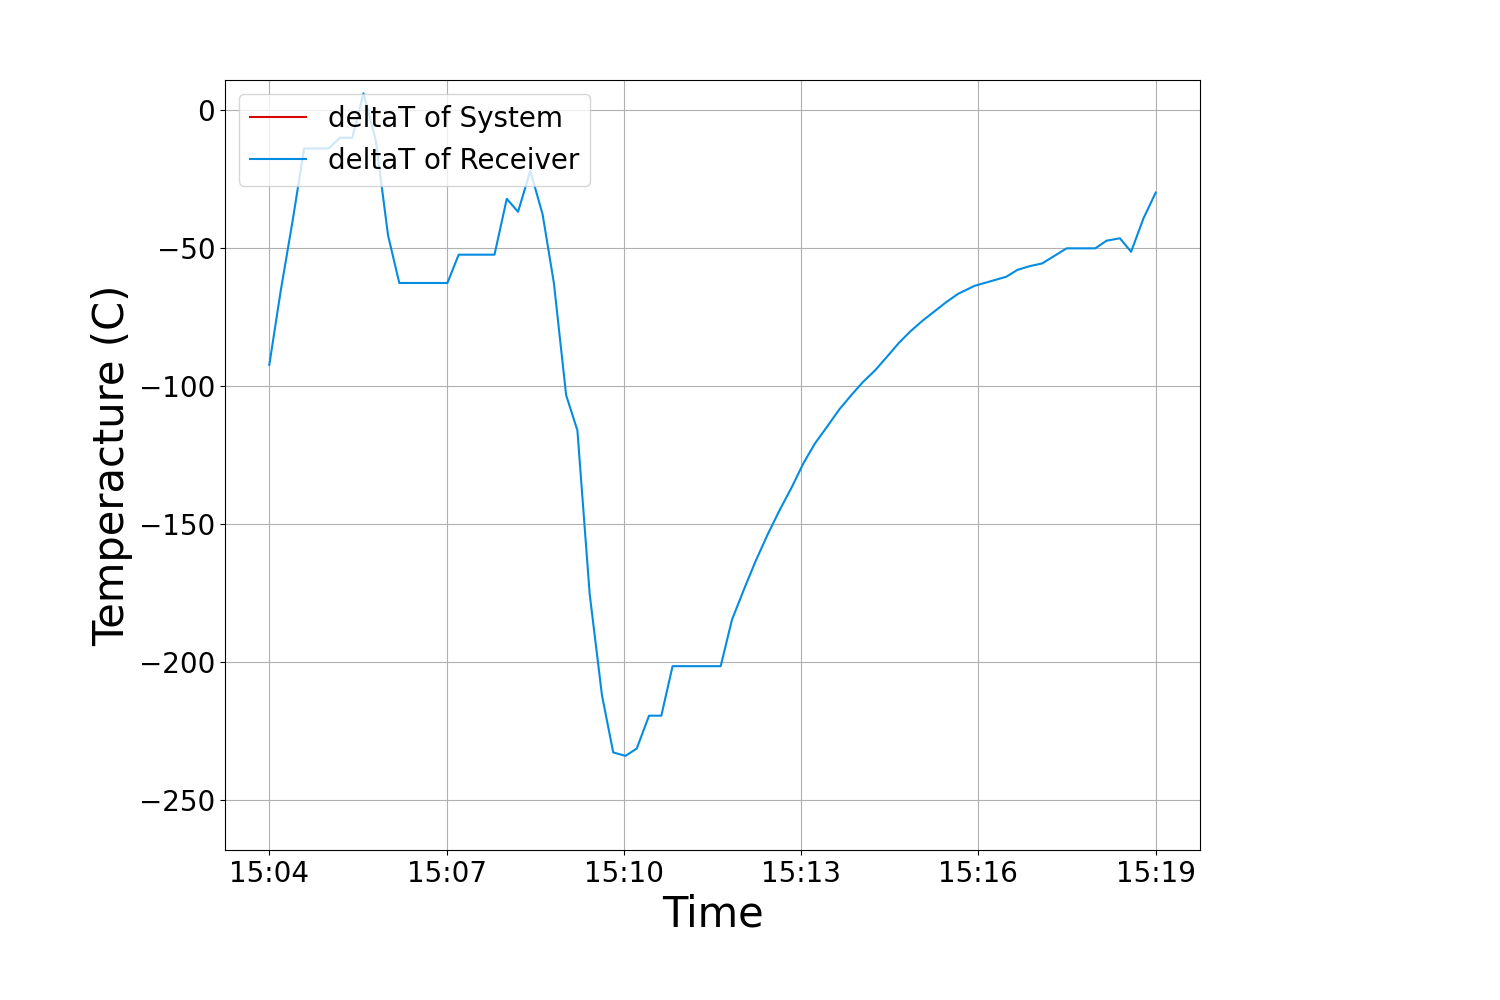 deltaT of System
deltaT of Receiver
0
−50
−100
−150
−200
−250
Temperacture (C)
15:04 15:07 15:10 15:13 15:16 15:19
Time